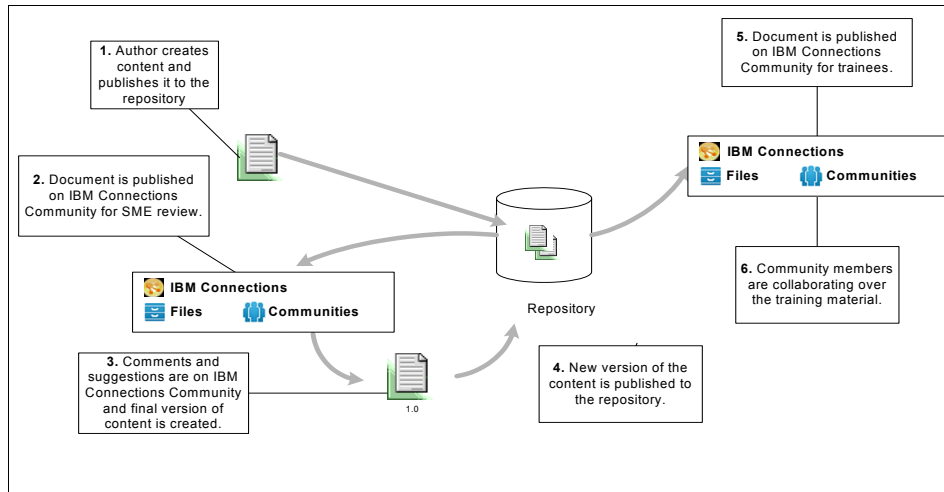 1. Author creates
content and
publishes it to the
repository
2. Document is published
on IBM Connections
Community for SME review.
IBM Connections
Files Communities
3. Comments and
suggestions are on IBM
Connections Community
and final version of
content is created.
1.0
Repository
4. New version of the
content is published to
the repository.
5. Document is published
on IBM Connections
Community for trainees.
IBM Connections
Files Communities
6. Community members
are collaborating over
the training material.